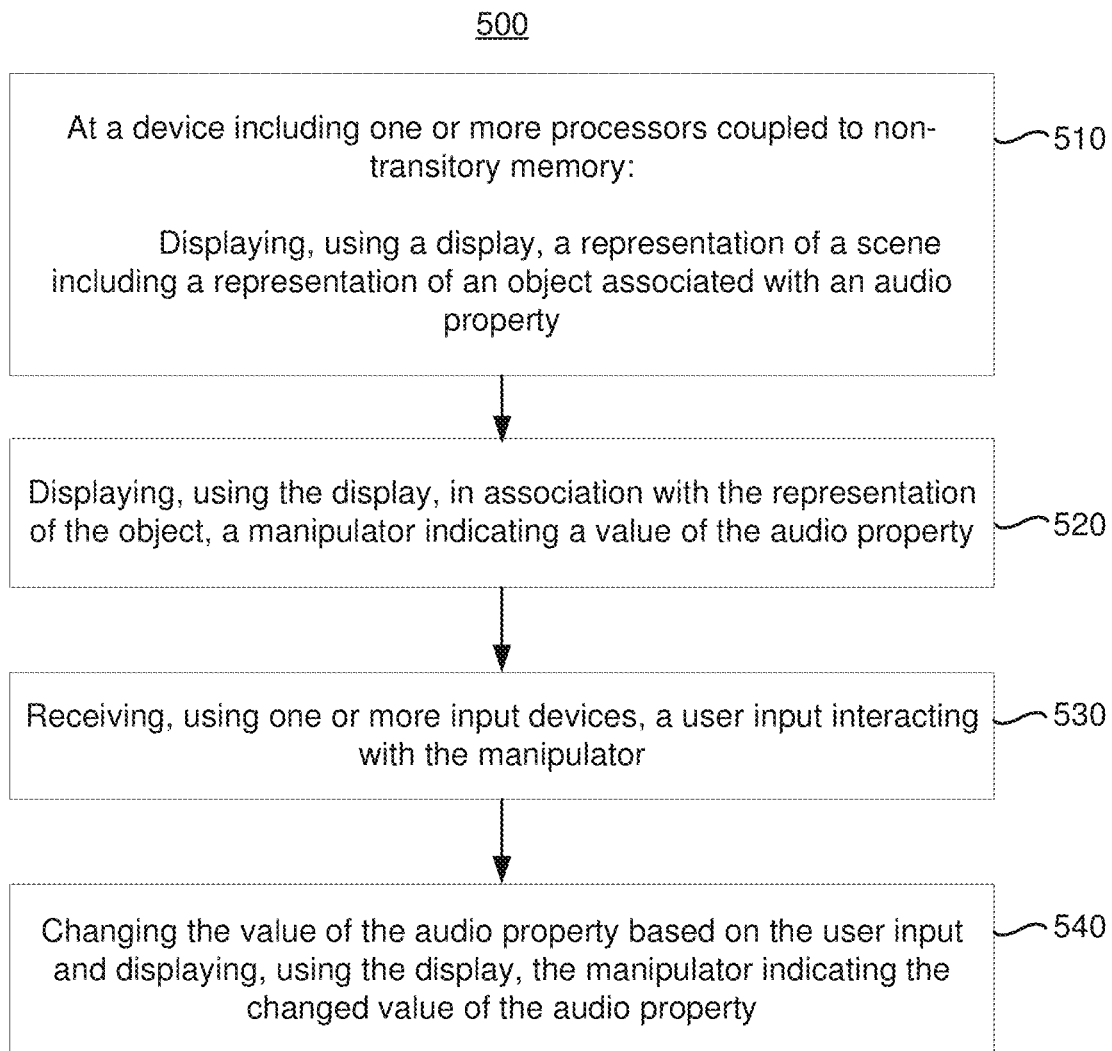 500
At a device including one or more processors coupled to non-
transitory memory:
Displaying, using a display, a representation of a scene
including a representation of an object associated with an audio
property
510
Displaying, using the display, in association with the representation
of the object, a manipulator indicating a value of the audio property
520
Receiving, using one or more input devices, a user input interacting
with the manipulator
530
Changing the value of the audio property based on the user input
and displaying, using the display, the manipulator indicating the
changed value of the audio property
540